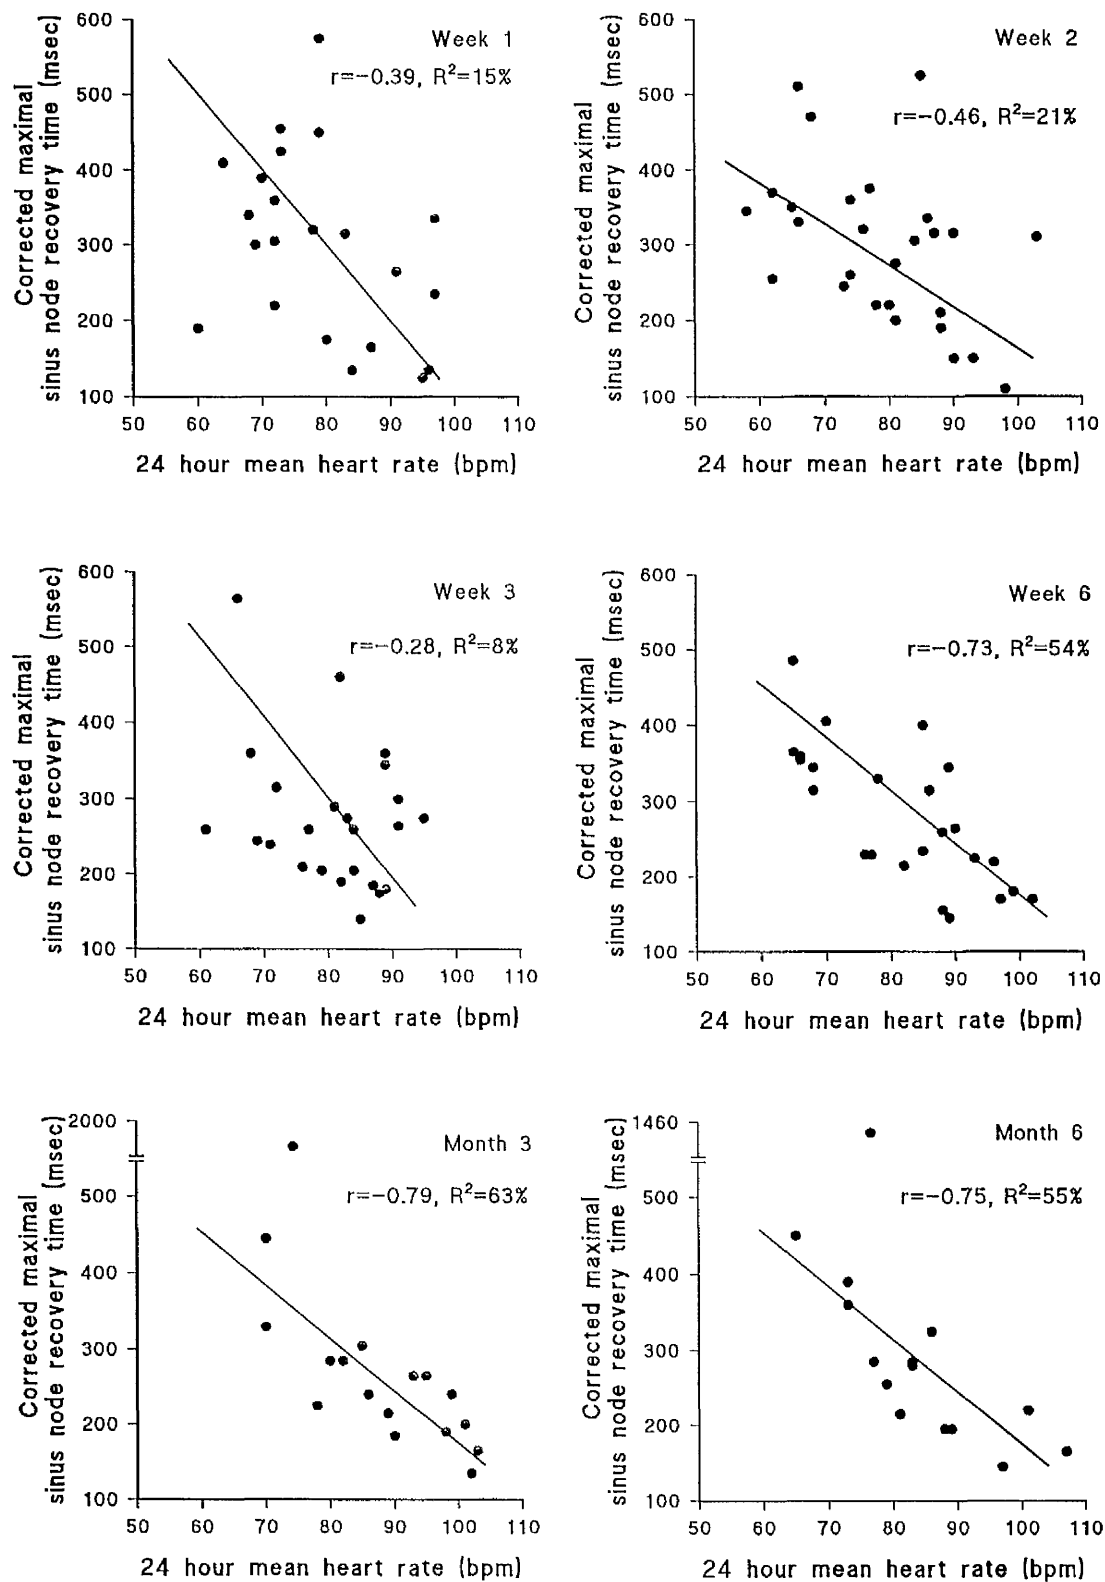 Week 1
r=−0.39, R²=15%
Corrected maximal
sinus node recovery time (msec)
600
500
400
300
200
100
50 60 70 80 90 100 110
24 hour mean heart rate (bpm)
Week 2
r=−0.46, R²=21%
Corrected maximal
sinus node recovery time (msec)
600
500
400
300
200
100
50 60 70 80 90 100 110
24 hour mean heart rate (bpm)
Week 3
r=−0.28, R²=8%
Corrected maximal
sinus node recovery time (msec)
600
500
400
300
200
100
50 60 70 80 90 100 110
24 hour mean heart rate (bpm)
Week 6
r=−0.73, R²=54%
Corrected maximal
sinus node recovery time (msec)
600
500
400
300
200
100
50 60 70 80 90 100 110
24 hour mean heart rate (bpm)
Month 3
r=−0.79, R²=63%
Corrected maximal
sinus node recovery time (msec)
2000
500
400
300
200
100
50 60 70 80 90 100 110
24 hour mean heart rate (bpm)
Month 6
r=−0.75, R²=55%
Corrected maximal
sinus node recovery time (msec)
1460
500
400
300
200
100
50 60 70 80 90 100 110
24 hour mean heart rate (bpm)